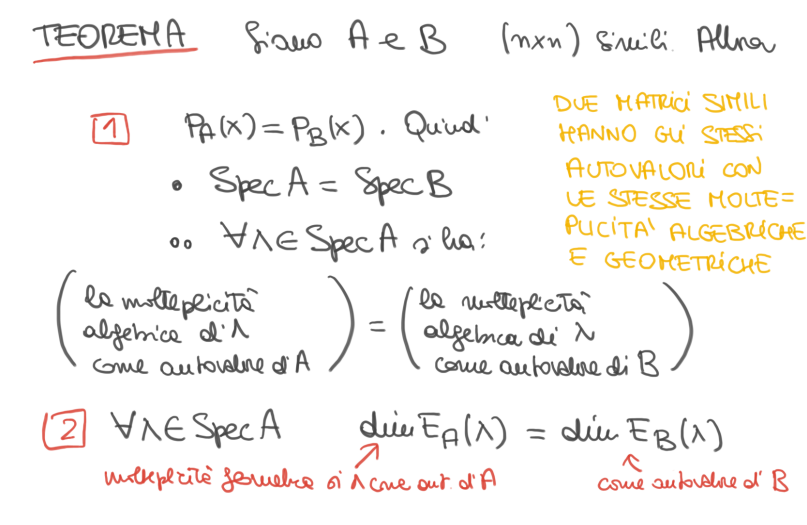 TEOREMA Siano A e B (n×n) simili. Allora
1 P_A(x) = P_B(x). Quindi
• Spec A = Spec B
•• ∀λ∈ Spec A si ha:
DUE MATRICI SIMILI
HANNO GLI STESSI
AUTOVALORI CON
LE STESSE MOLTE=
PLICITA' ALGEBRICHE
E GEOMETRICHE
(la molteplicità
algebrica di λ
come autovalore di A)
=
(la molteplicità
algebrica di λ
come autovalore di B)
2 ∀λ∈ Spec A dim E_A(λ) = dim E_B(λ)
molteplicità geometrica di λ come aut. di A
come autovalore di B